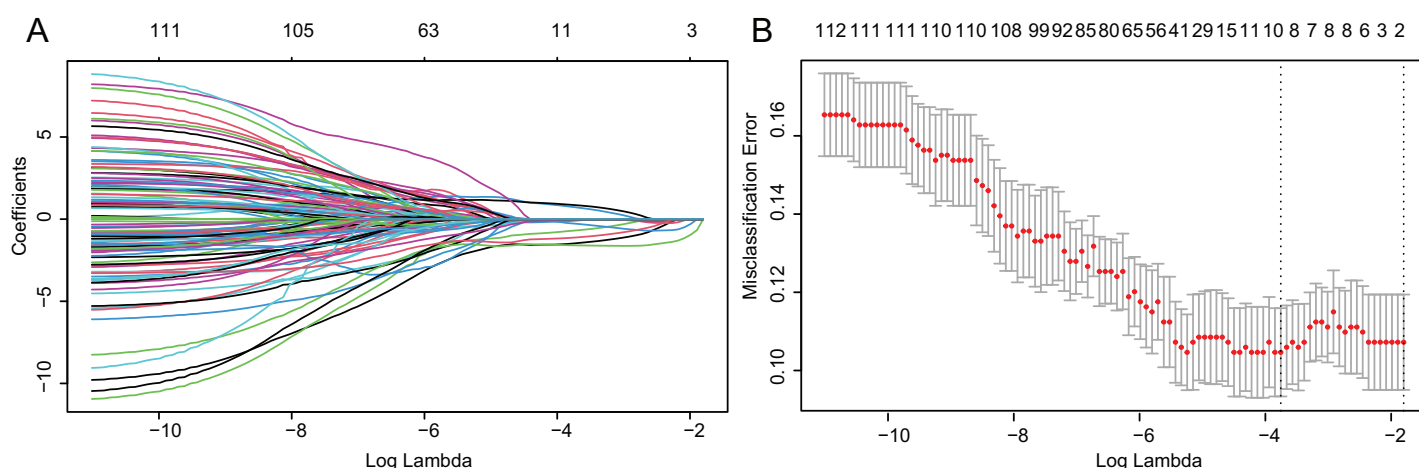 A
111 105 63 11 3
Coefficients
5
0
−5
−10
−10 −8 −6 −4 −2
Log Lambda
B
112 111 111 110 110 108 99 92 85 80 65 56 41 29 15 11 10 8 7 8 8 6 3 2
Misclassification Error
0.16
0.14
0.12
0.10
−10 −8 −6 −4 −2
Log Lambda